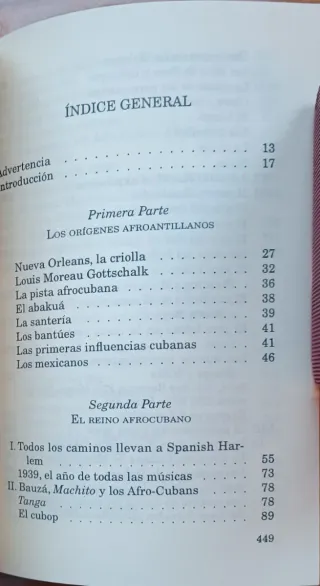 ÍNDICE GENERAL
Advertencia . . . . . . . . . . . . . . . . . 13
Introducción . . . . . . . . . . . . . . . . 17
Primera Parte
LOS ORÍGENES AFROANTILLANOS
Nueva Orleans, la criolla . . . . . . . . . 27
Louis Moreau Gottschalk . . . . . . . . . 32
La pista afrocubana . . . . . . . . . . . 36
El abakuá . . . . . . . . . . . . . . . 38
La santería . . . . . . . . . . . . . . 39
Los bantúes . . . . . . . . . . . . . . 41
Las primeras influencias cubanas . . . . 41
Los mexicanos . . . . . . . . . . . . . 46
Segunda Parte
EL REINO AFROCUBANO
I. Todos los caminos llevan a Spanish Har-
lem . . . . . . . . . . . . . . . . 55
1939, el año de todas las músicas . . . . . 73
II. Bauzá, Machito y los Afro-Cubans . . . 78
Tanga . . . . . . . . . . . . . . . . 78
El cubop . . . . . . . . . . . . . . . 89
449